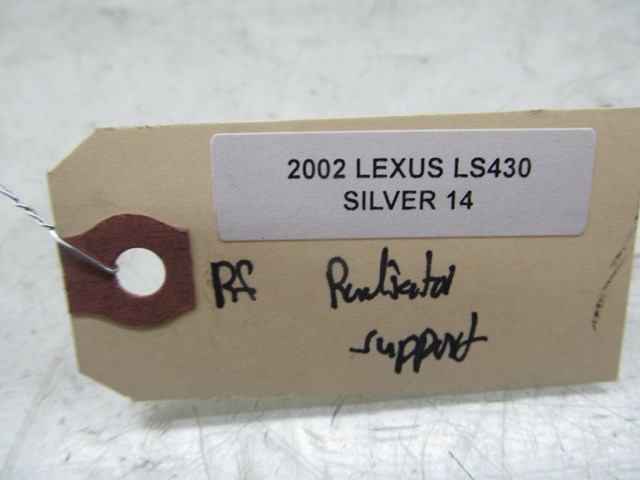 2002 LEXUS LS430
SILVER 14
RF Radiator
support